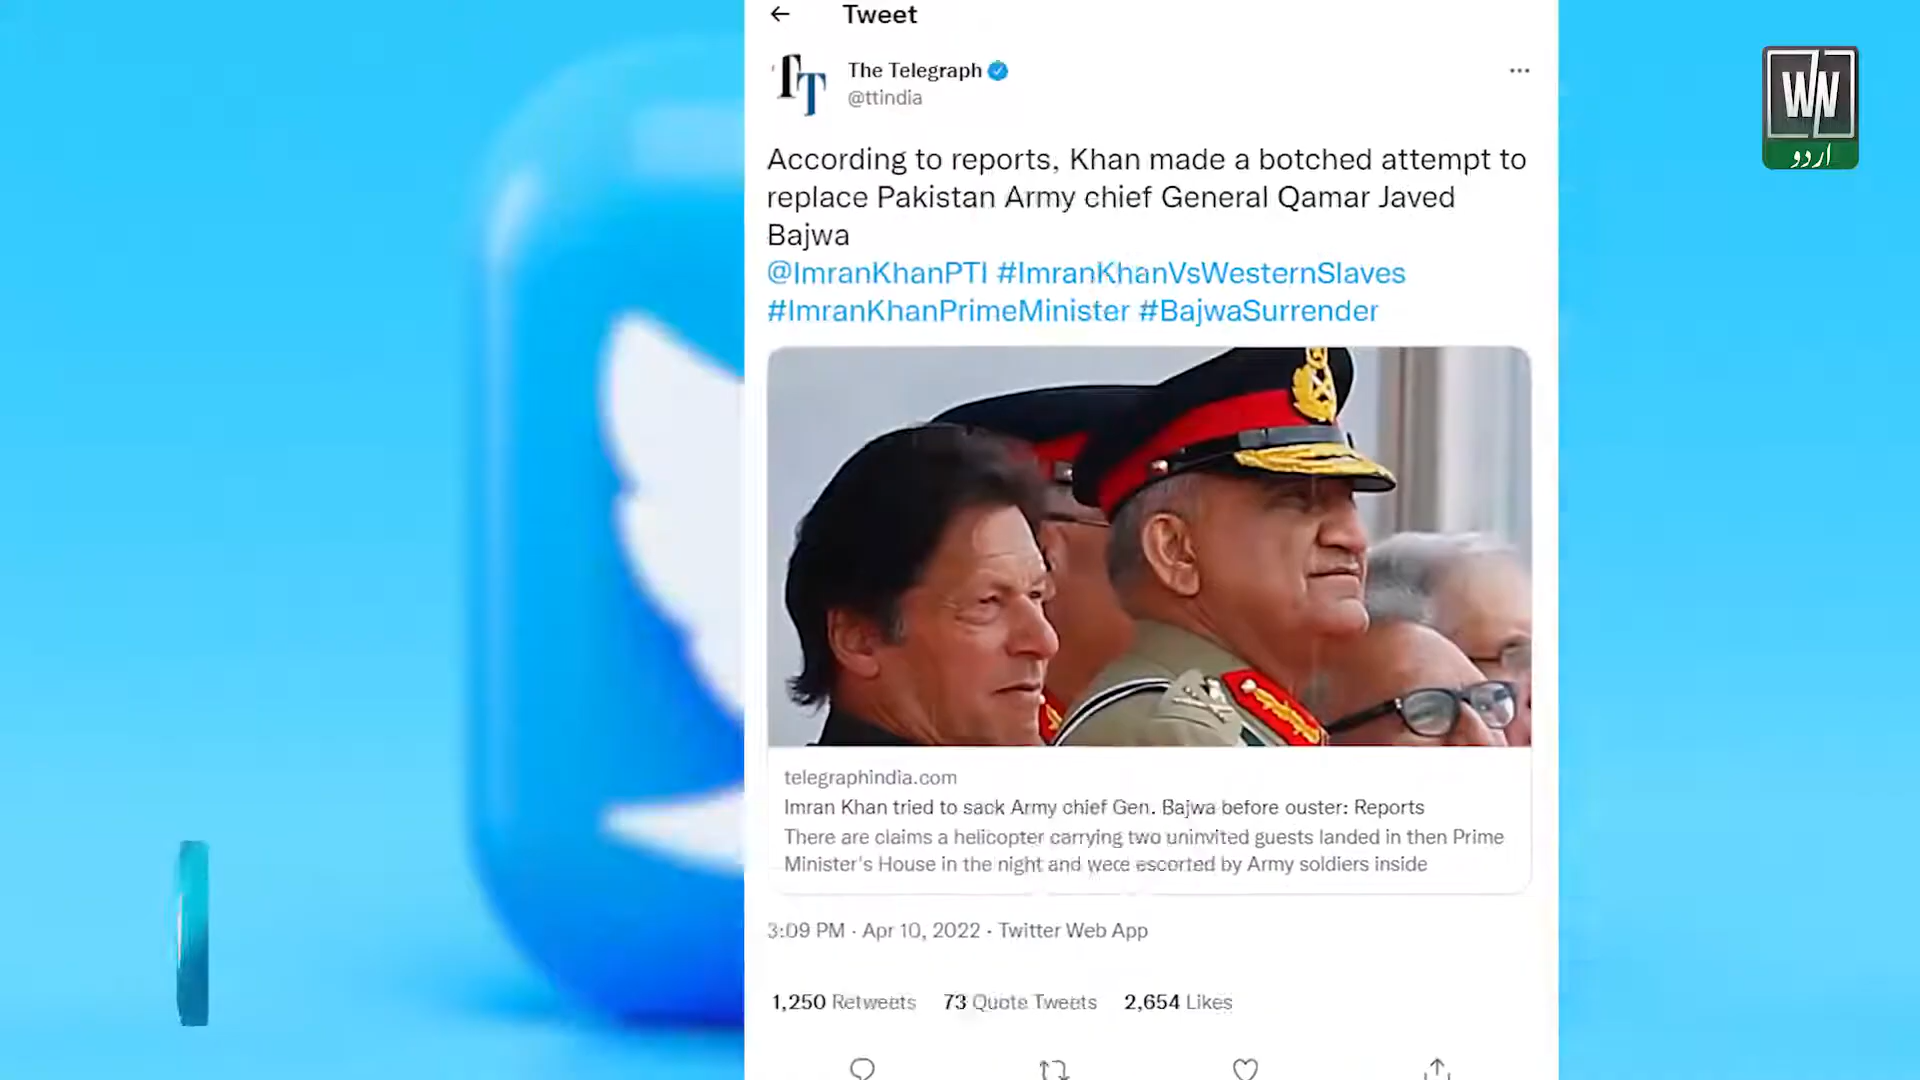 Tweet
The Telegraph
@ttindia
According to reports, Khan made a botched attempt to
replace Pakistan Army chief General Qamar Javed
Bajwa
@ImranKhanPTI #ImranKhanVsWesternSlaves
#ImranKhanPrimeMinister #BajwaSurrender
telegraphindia.com
Imran Khan tried to sack Army chief Gen. Bajwa before ouster: Reports
There are claims a helicopter carrying two uninvited guests landed in then Prime
Minister's House in the night and were escorted by Army soldiers inside
3:09 PM · Apr 10, 2022 · Twitter Web App
1,250 Retweets 73 Quote Tweets 2,654 Likes
WN
اردو
TT